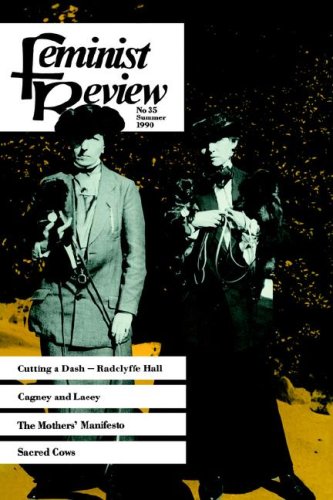 Feminist
Review
No 35
Summer
1990
Cutting a Dash – Radclyffe Hall
Cagney and Lacey
The Mothers' Manifesto
Sacred Cows